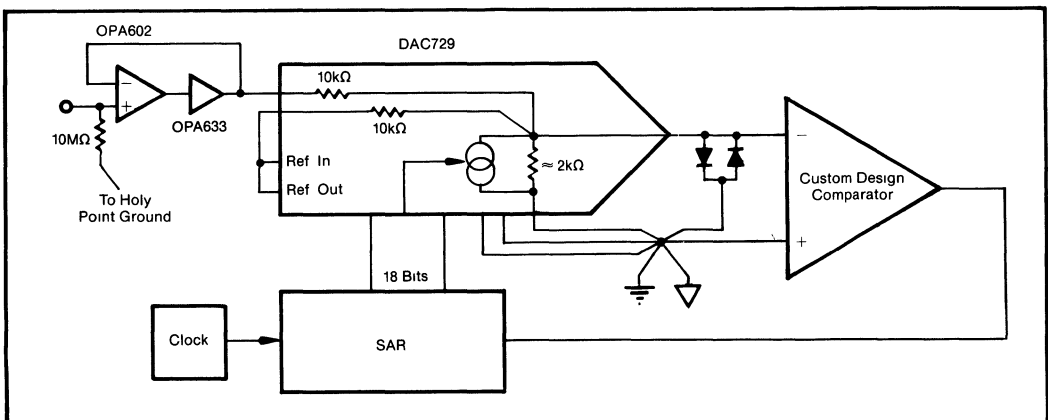 OPA602
DAC729
10kΩ
−
+
OPA633
10kΩ
10MΩ
To Holy
Point Ground
Ref In
Ref Out
≈ 2kΩ
−
Custom Design
Comparator
+
18 Bits
Clock
SAR